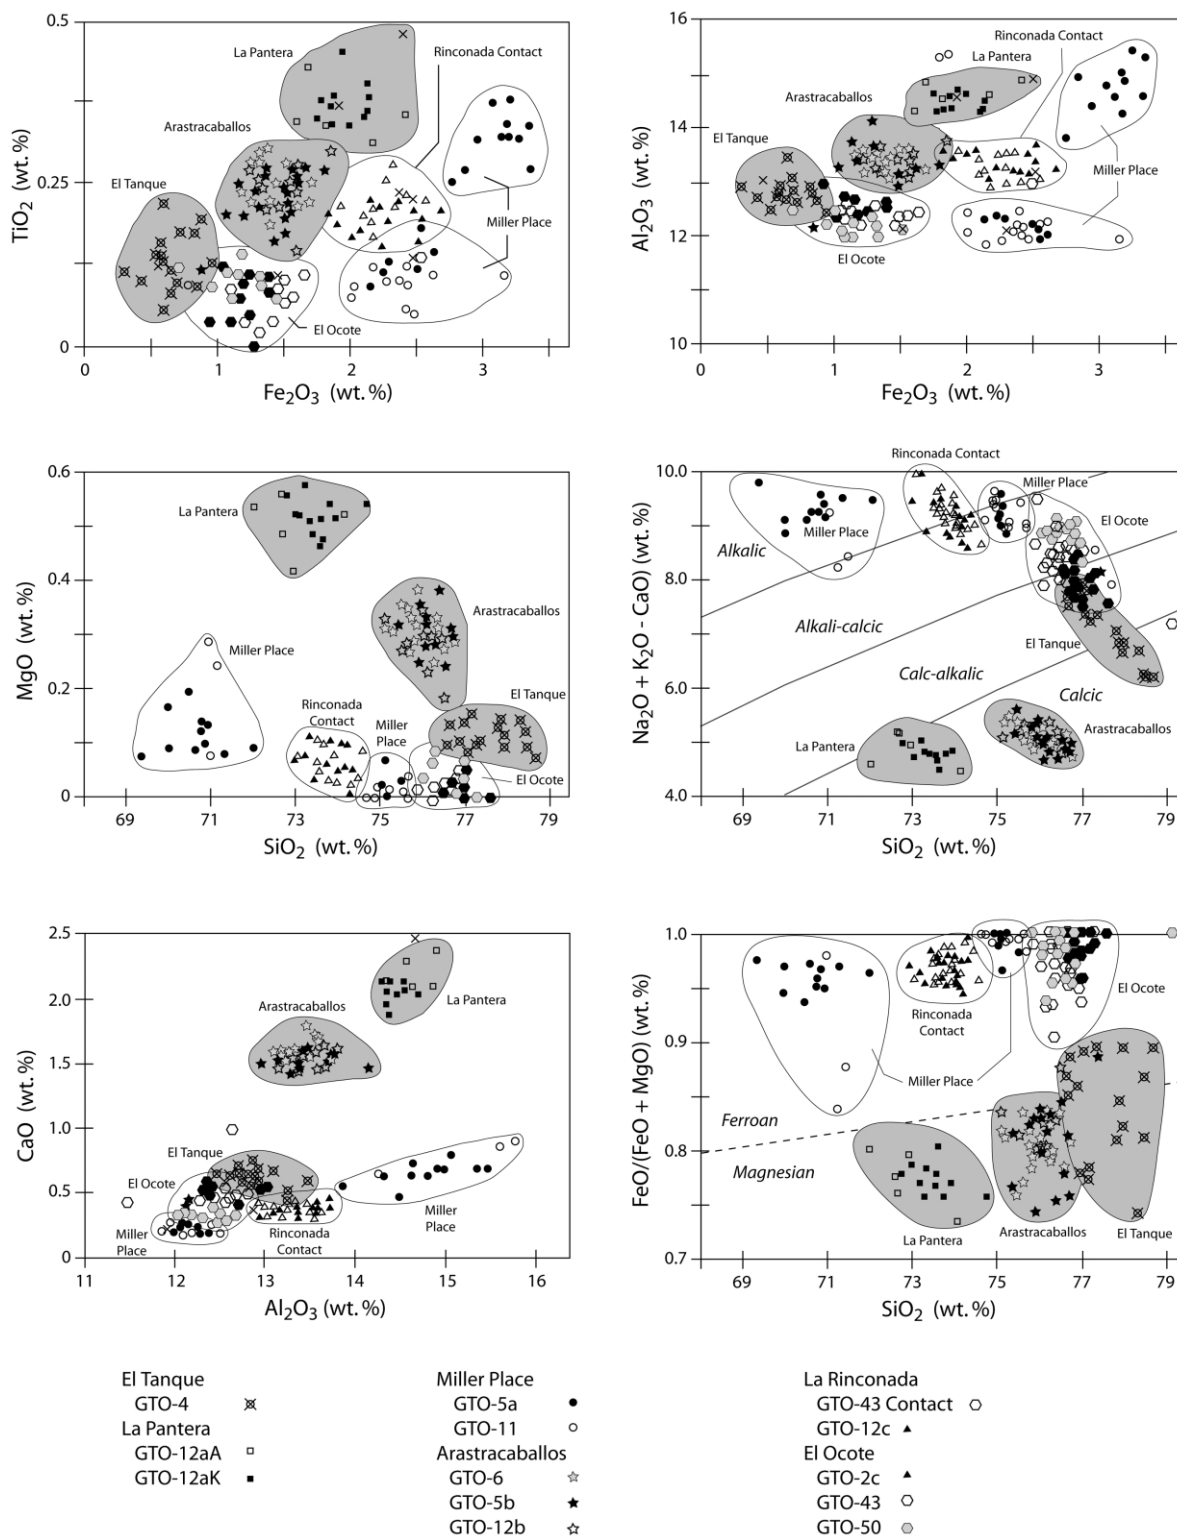 0.5
0.25
0
TiO₂ (wt. %)
La Pantera
Rinconada Contact
Arastracaballos
El Tanque
Miller Place
El Ocote
0 1 2 3
Fe₂O₃ (wt. %)
16
14
12
10
Al₂O₃ (wt. %)
Rinconada Contact
La Pantera
Arastracaballos
El Tanque
Miller Place
El Ocote
0 1 2 3
Fe₂O₃ (wt. %)
0.6
0.4
0.2
0
MgO (wt. %)
La Pantera
Arastracaballos
Miller Place
El Tanque
Rinconada
Contact
Miller
Place
El Ocote
69 71 73 75 77 79
SiO₂ (wt. %)
10.0
8.0
6.0
4.0
Na₂O + K₂O - CaO) (wt. %)
Rinconada Contact
Miller Place
El Ocote
Alkalic
Miller Place
Alkali-calcic
El Tanque
Calc-alkalic
Calcic
Arastracaballos
La Pantera
69 71 73 75 77 79
SiO₂ (wt. %)
2.5
2.0
1.5
1.0
0.5
0
CaO (wt. %)
La Pantera
Arastracaballos
El Tanque
El Ocote
Miller
Place
Rinconada
Contact
Miller
Place
11 12 13 14 15 16
Al₂O₃ (wt. %)
1.0
0.9
0.8
0.7
FeO/(FeO + MgO) (wt. %)
El Ocote
Rinconada
Contact
Miller Place
Ferroan
Magnesian
La Pantera
Arastracaballos
El Tanque
69 71 73 75 77 79
SiO₂ (wt. %)
El Tanque
GTO-4
La Pantera
GTO-12aA
GTO-12aK
Miller Place
GTO-5a
GTO-11
Arastracaballos
GTO-6
GTO-5b
GTO-12b
La Rinconada
GTO-43 Contact
GTO-12c
El Ocote
GTO-2c
GTO-43
GTO-50